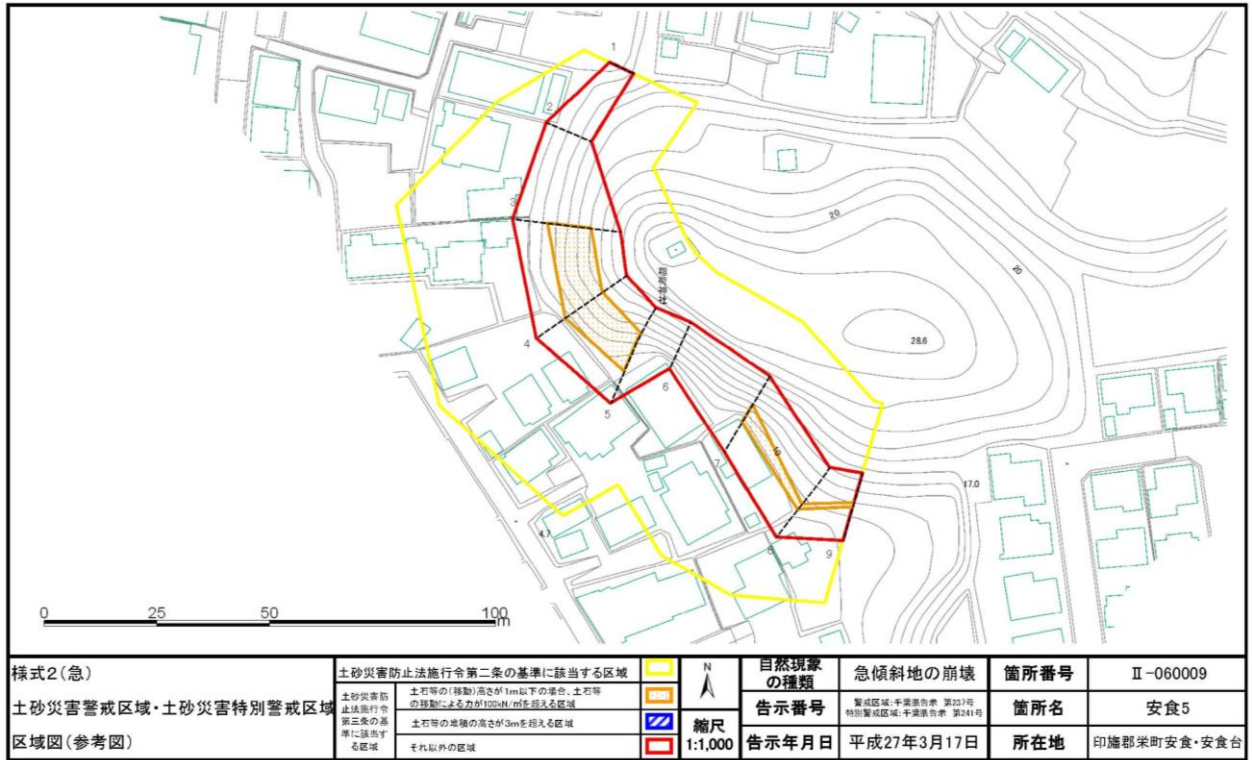 1
2
3
4
5
6
7
8
9
20
20
28.6
10
17.0
4.7
0 25 50 100m
様式2(急)
土砂災害警戒区域・土砂災害特別警戒区域
区域図(参考図)
土砂災害防止法施行令第二条の基準に該当する区域
土砂災害防
止法施行令
第三条の基
準に該当す
る区域
土石等の(移動)高さが1m以下の場合、土石等
の移動による力が100kN/㎡を超える区域
土石等の堆積の高さが3mを超える区域
それ以外の区域
N
縮尺
1:1,000
自然現象
の種類
急傾斜地の崩壊
箇所番号
Ⅱ-060009
告示番号
警戒区域:千葉県告示 第237号
特別警戒区域:千葉県告示 第241号
箇所名
安食5
告示年月日
平成27年3月17日
所在地
印旛郡栄町安食・安食台